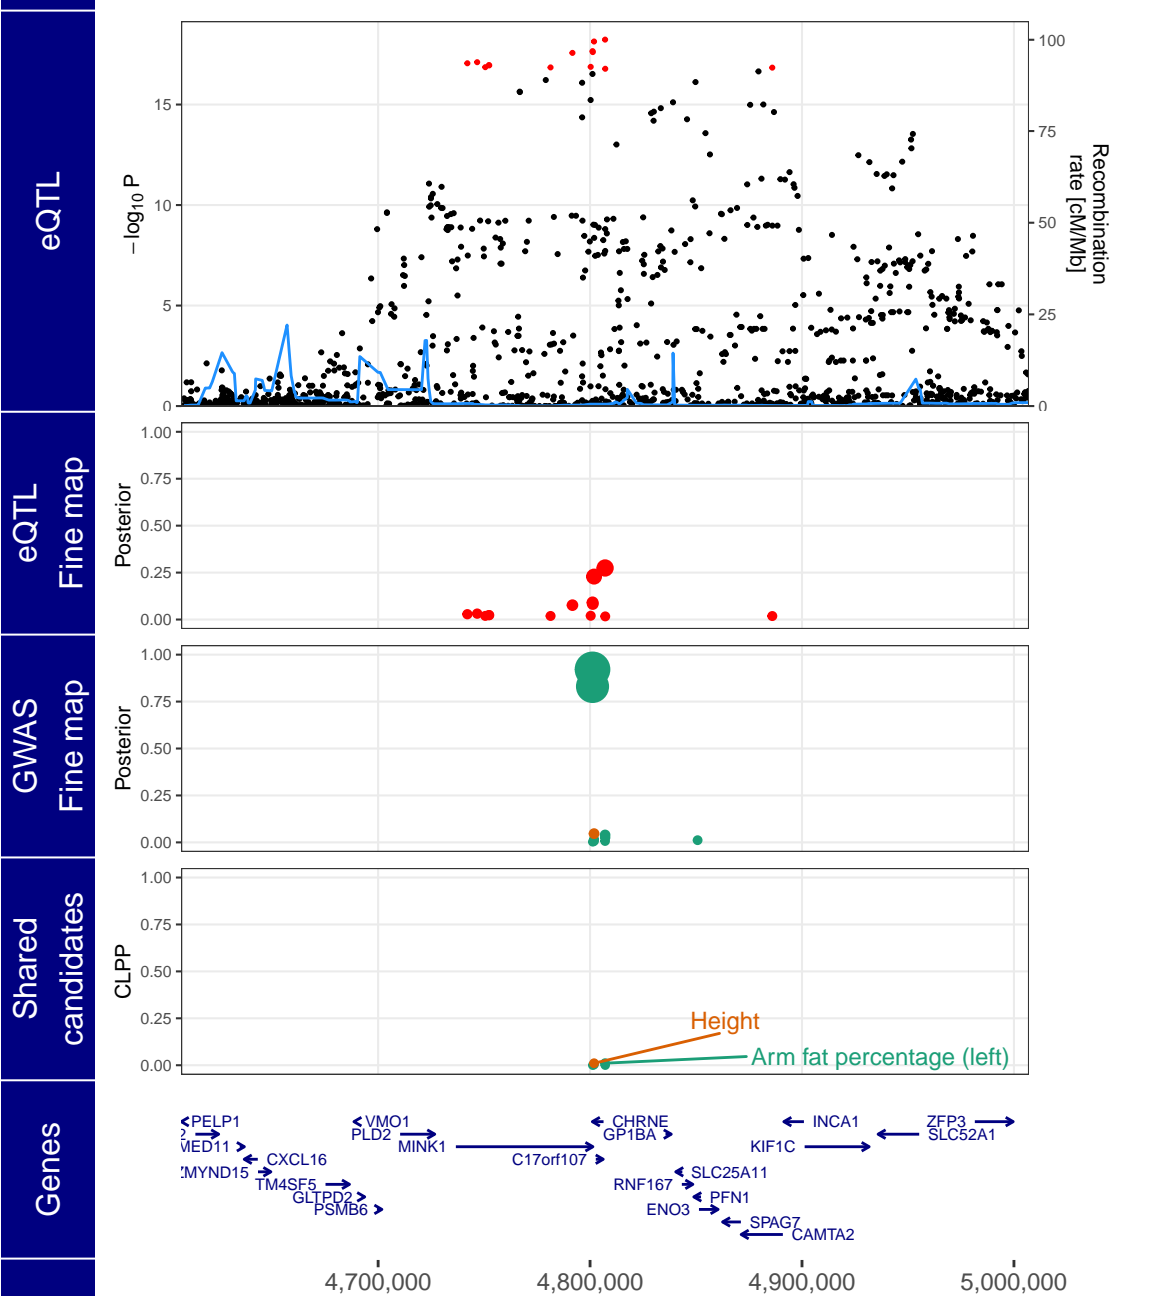 eQTL
−log10 P
15
10
5
0
100
75
50
25
0
Recombination
rate [cM/Mb]
eQTL
Fine map
Posterior
1.00
0.75
0.50
0.25
0.00
GWAS
Fine map
Posterior
1.00
0.75
0.50
0.25
0.00
Shared
candidates
CLPP
1.00
0.75
0.50
0.25
0.00
Height
Arm fat percentage (left)
Genes
PELP1 VMO1 CHRNE INCA1 ZFP3
2 PLD2 GP1BA SLC52A1
MED11 MINK1 KIF1C
CXCL16 C17orf107
ZMYND15 SLC25A11
TM4SF5 RNF167
GLTPD2 PFN1
PSMB6 ENO3
SPAG7
CAMTA2
4,700,000 4,800,000 4,900,000 5,000,000